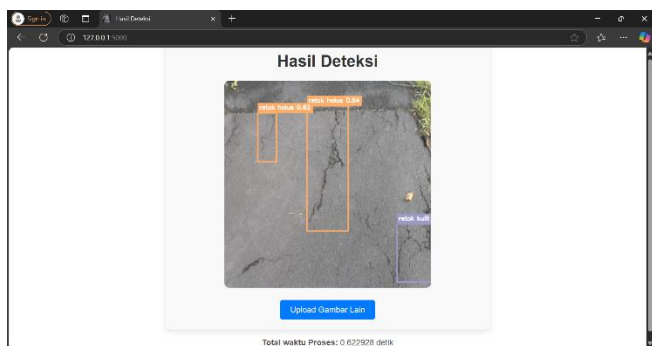 Sign in
Hasil Deteksi
127.0.0.1:5000
Hasil Deteksi
retak halus 0.54
retak halus 0.62
retak kulit
Upload Gambar Lain
Total waktu Proses: 0.622928 detik